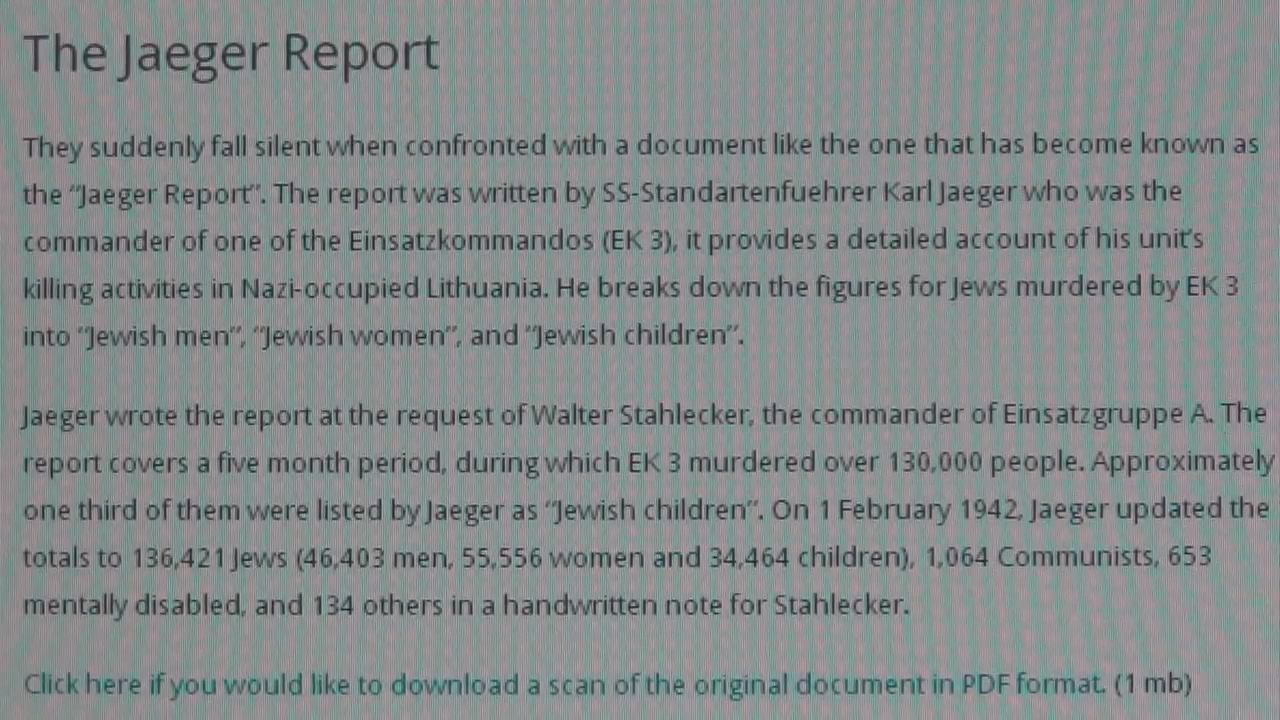 The Jaeger Report
They suddenly fall silent when confronted with a document like the one that has become known as
the “Jaeger Report”. The report was written by SS-Standartenfuehrer Karl Jaeger who was the
commander of one of the Einsatzkommandos (EK 3), it provides a detailed account of his unit’s
killing activities in Nazi-occupied Lithuania. He breaks down the figures for Jews murdered by EK 3
into “Jewish men”, “Jewish women”, and “Jewish children”.
Jaeger wrote the report at the request of Walter Stahlecker, the commander of Einsatzgruppe A. The
report covers a five month period, during which EK 3 murdered over 130,000 people. Approximately
one third of them were listed by Jaeger as “Jewish children”. On 1 February 1942, Jaeger updated the
totals to 136,421 Jews (46,403 men, 55,556 women and 34,464 children), 1,064 Communists, 653
mentally disabled, and 134 others in a handwritten note for Stahlecker.
Click here if you would like to download a scan of the original document in PDF format. (1 mb)